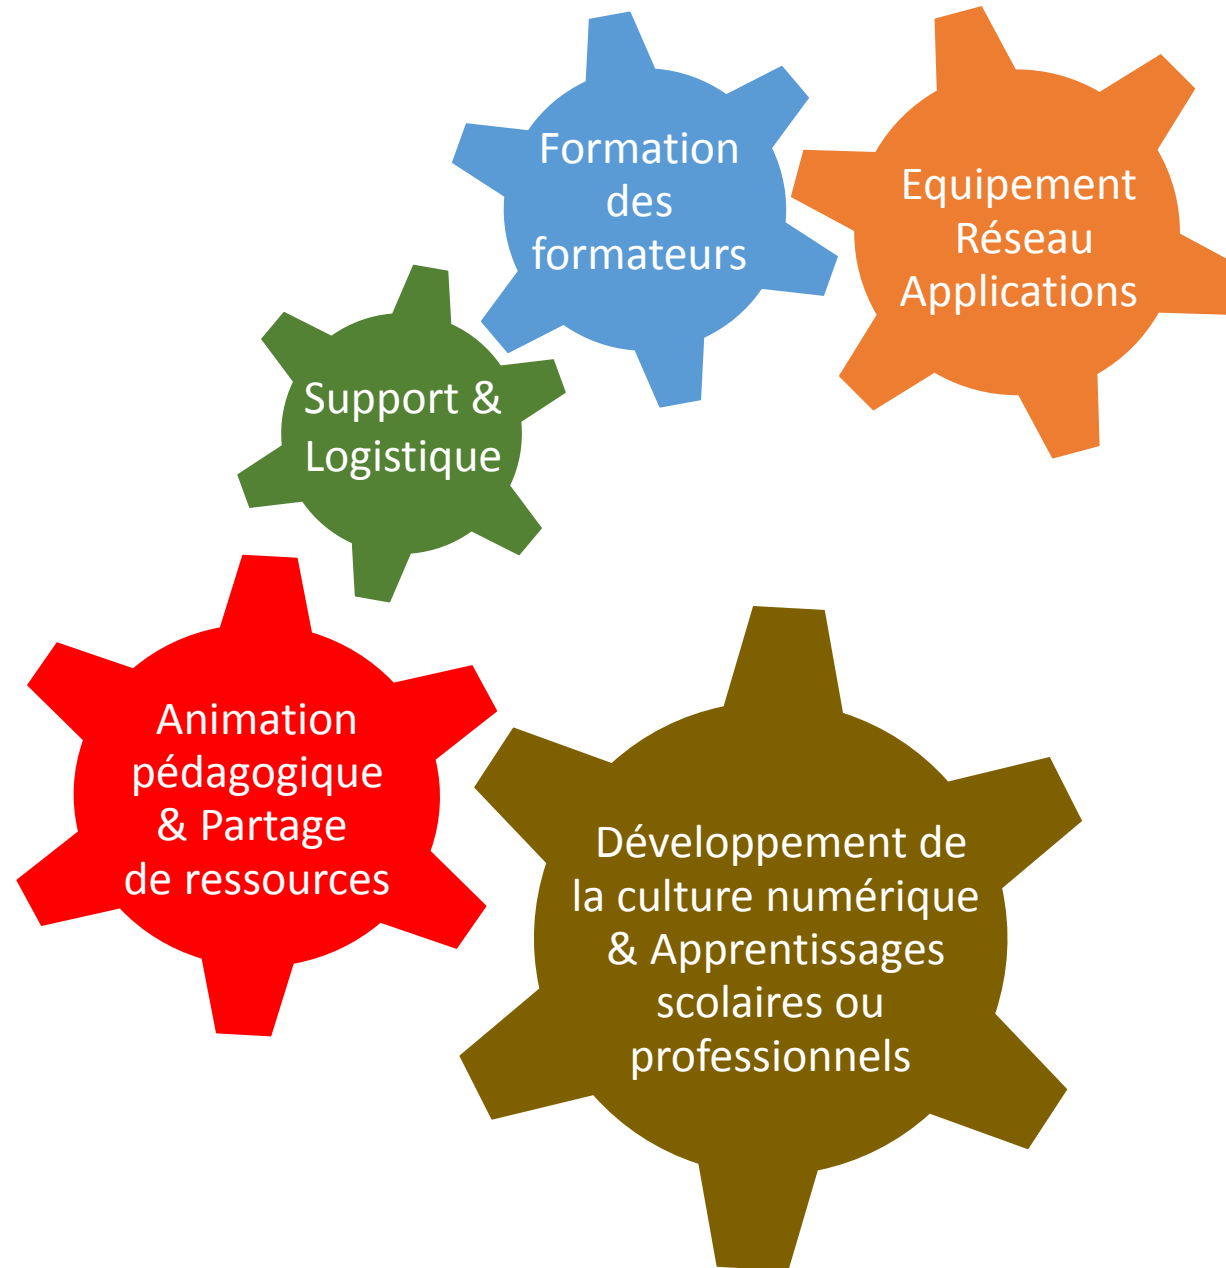 Formation
des
formateurs
Equipement
Réseau
Applications
Support &
Logistique
Animation
pédagogique
& Partage
de ressources
Développement de
la culture numérique
& Apprentissages
scolaires ou
professionnels